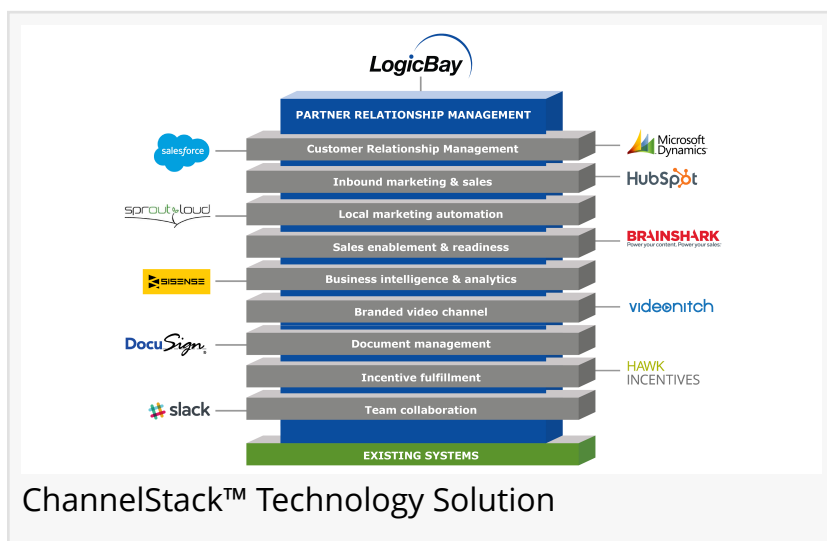 LogicBay
PARTNER RELATIONSHIP MANAGEMENT
salesforce
Customer Relationship Management
Microsoft
Dynamics
Inbound marketing & sales
HubSpot
sproutloud
Local marketing automation
Sales enablement & readiness
BRAINSHARK
Power your content. Power your sales.
SISENSE
Business intelligence & analytics
Branded video channel
videonitch
DocuSign
Document management
Incentive fulfillment
HAWK
INCENTIVES
slack
Team collaboration
EXISTING SYSTEMS
ChannelStack™ Technology Solution